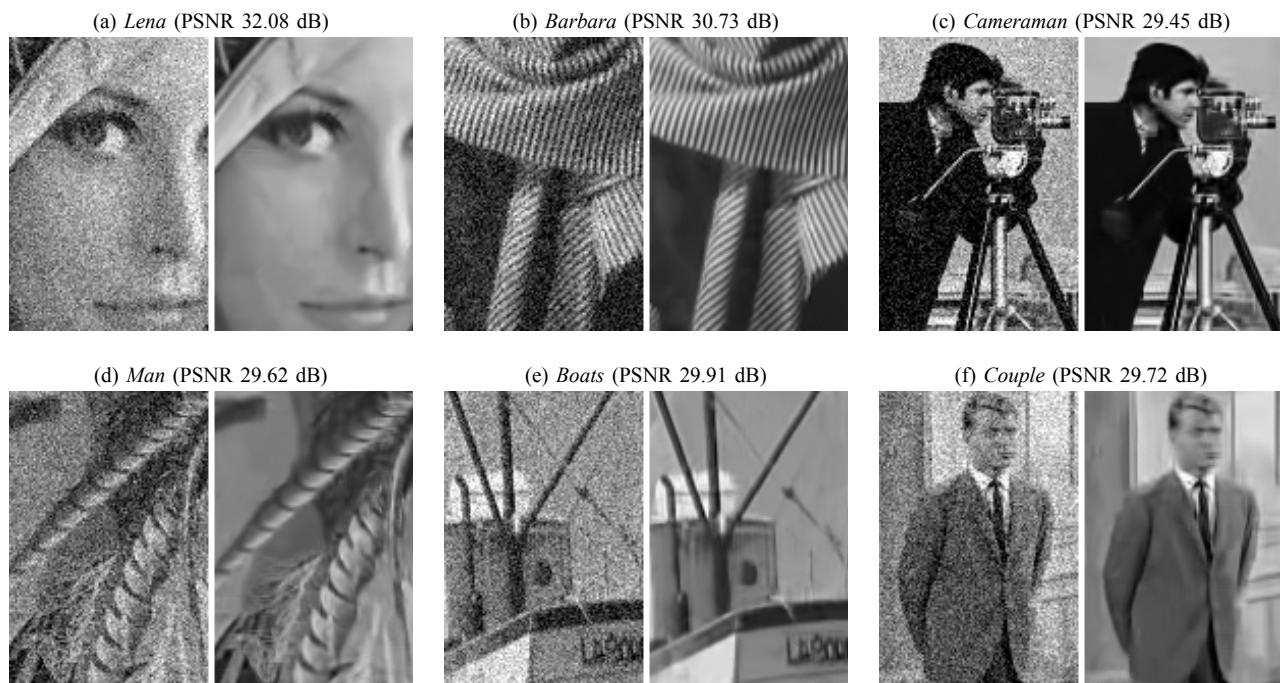 (a) Lena (PSNR 32.08 dB)
(b) Barbara (PSNR 30.73 dB)
(c) Cameraman (PSNR 29.45 dB)
(d) Man (PSNR 29.62 dB)
(e) Boats (PSNR 29.91 dB)
(f) Couple (PSNR 29.72 dB)